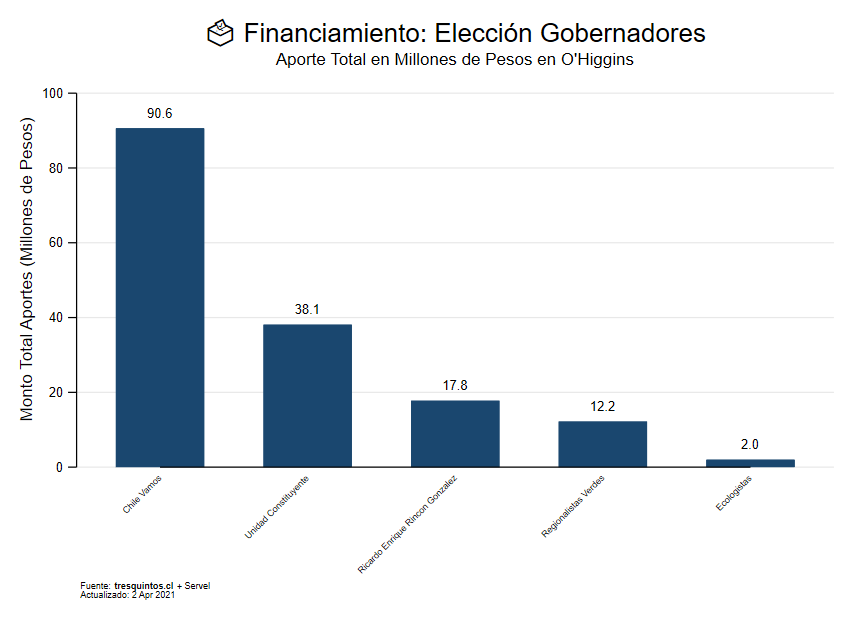 Financiamiento: Elección Gobernadores
Aporte Total en Millones de Pesos en O'Higgins
Monto Total Aportes (Millones de Pesos)
100
80
60
40
20
0
90.6
38.1
17.8
12.2
2.0
Chile Vamos
Unidad Constituyente
Ricardo Enrique Rincon Gonzalez
Regionalistas Verdes
Ecologistas
Fuente: tresquintos.cl + Servel
Actualizado: 2 Apr 2021